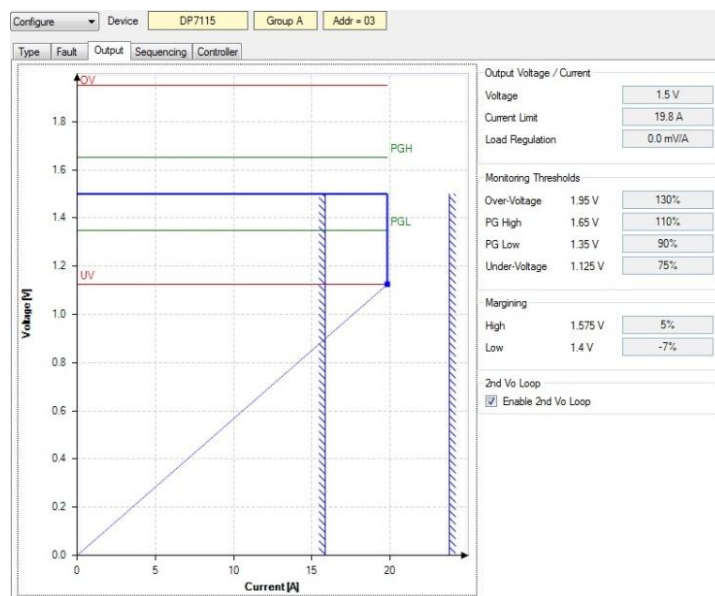 Configure Device DP7115 Group A Addr = 03
Type Fault Output Sequencing Controller
OV
1.8
1.6
1.4
1.2
1.0
0.8
0.6
0.4
0.2
0.0
PGH
PGL
UV
Voltage [V]
0 5 10 15 20
Current [A]
Output Voltage / Current
Voltage 1.5 V
Current Limit 19.8 A
Load Regulation 0.0 mV/A
Monitoring Thresholds
Over-Voltage 1.95 V 130%
PG High 1.65 V 110%
PG Low 1.35 V 90%
Under-Voltage 1.125 V 75%
Margining
High 1.575 V 5%
Low 1.4 V -7%
2nd Vo Loop
Enable 2nd Vo Loop